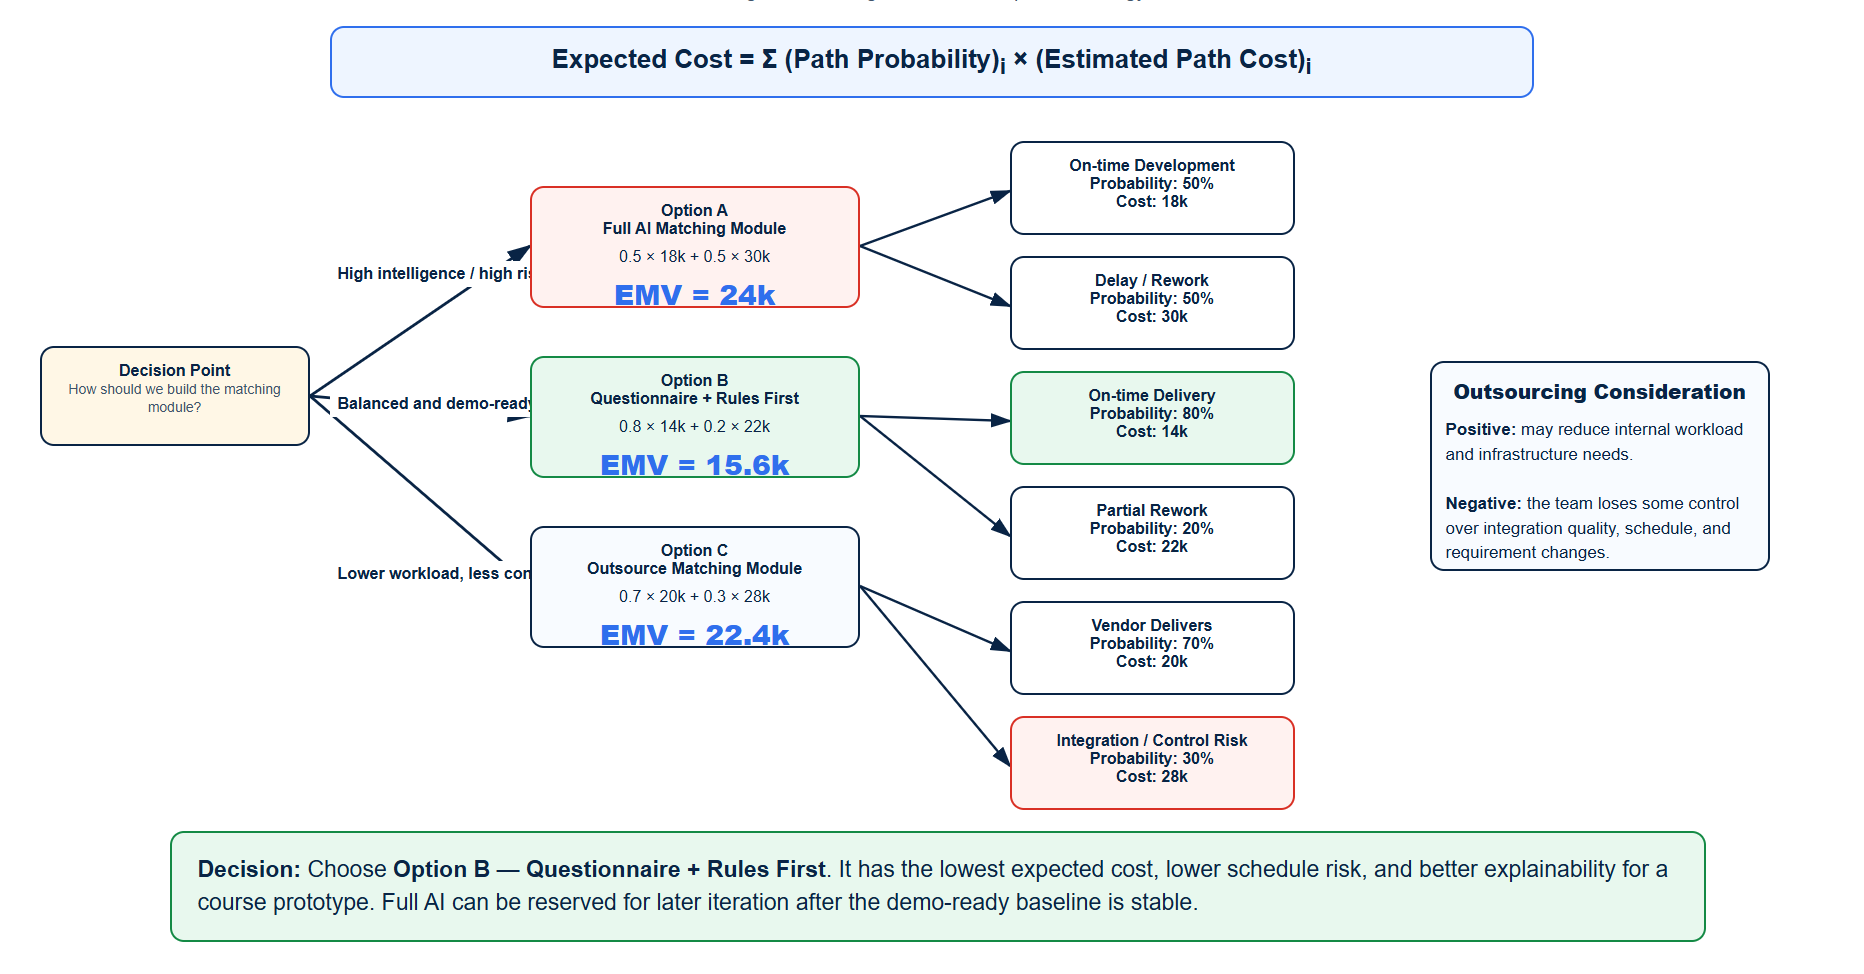 Expected Cost = Σ (Path Probability)i × (Estimated Path Cost)i
Decision Point
How should we build the matching
module?
High intelligence / high ris
Balanced and demo-ready
Lower workload, less con
Option A
Full AI Matching Module
0.5 × 18k + 0.5 × 30k
EMV = 24k
Option B
Questionnaire + Rules First
0.8 × 14k + 0.2 × 22k
EMV = 15.6k
Option C
Outsource Matching Module
0.7 × 20k + 0.3 × 28k
EMV = 22.4k
On-time Development
Probability: 50%
Cost: 18k
Delay / Rework
Probability: 50%
Cost: 30k
On-time Delivery
Probability: 80%
Cost: 14k
Partial Rework
Probability: 20%
Cost: 22k
Vendor Delivers
Probability: 70%
Cost: 20k
Integration / Control Risk
Probability: 30%
Cost: 28k
Outsourcing Consideration
Positive: may reduce internal workload
and infrastructure needs.
Negative: the team loses some control
over integration quality, schedule, and
requirement changes.
Decision: Choose Option B — Questionnaire + Rules First. It has the lowest expected cost, lower schedule risk, and better explainability for a
course prototype. Full AI can be reserved for later iteration after the demo-ready baseline is stable.